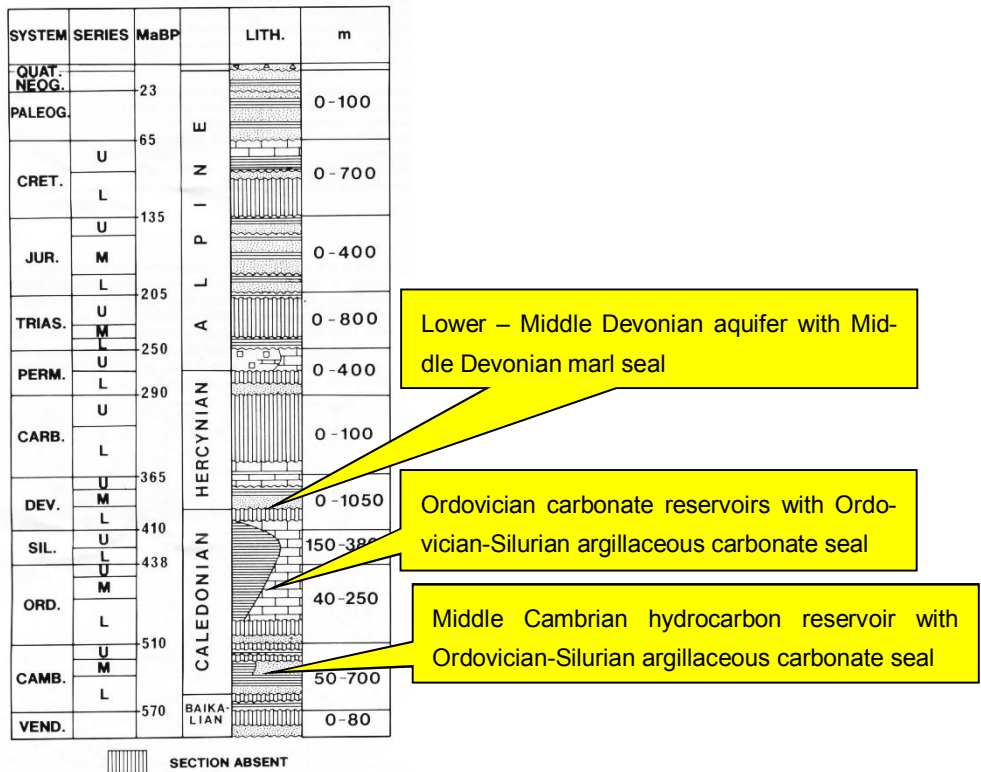 SYSTEM SERIES MaBP LITH. m
QUAT.
NEOG.
23
PALEOG.
0-100
65
CRET.
U
L
0-700
135
JUR.
U
M
L
0-400
205
TRIAS.
U
M
L
0-800
250
PERM.
U
L
0-400
290
CARB.
U
L
0-100
365
DEV.
U
M
L
0-1050
410
SIL.
U
L
150-380
438
ORD.
U
M
L
40-250
510
CAMB.
U
M
L
50-700
570
VEND.
0-80
ALPINE
HERCYNIAN
CALEDONIAN
BAIKA-
LIAN
SECTION ABSENT
Lower – Middle Devonian aquifer with Mid-
dle Devonian marl seal
Ordovician carbonate reservoirs with Ordo-
vician-Silurian argillaceous carbonate seal
Middle Cambrian hydrocarbon reservoir with
Ordovician-Silurian argillaceous carbonate seal